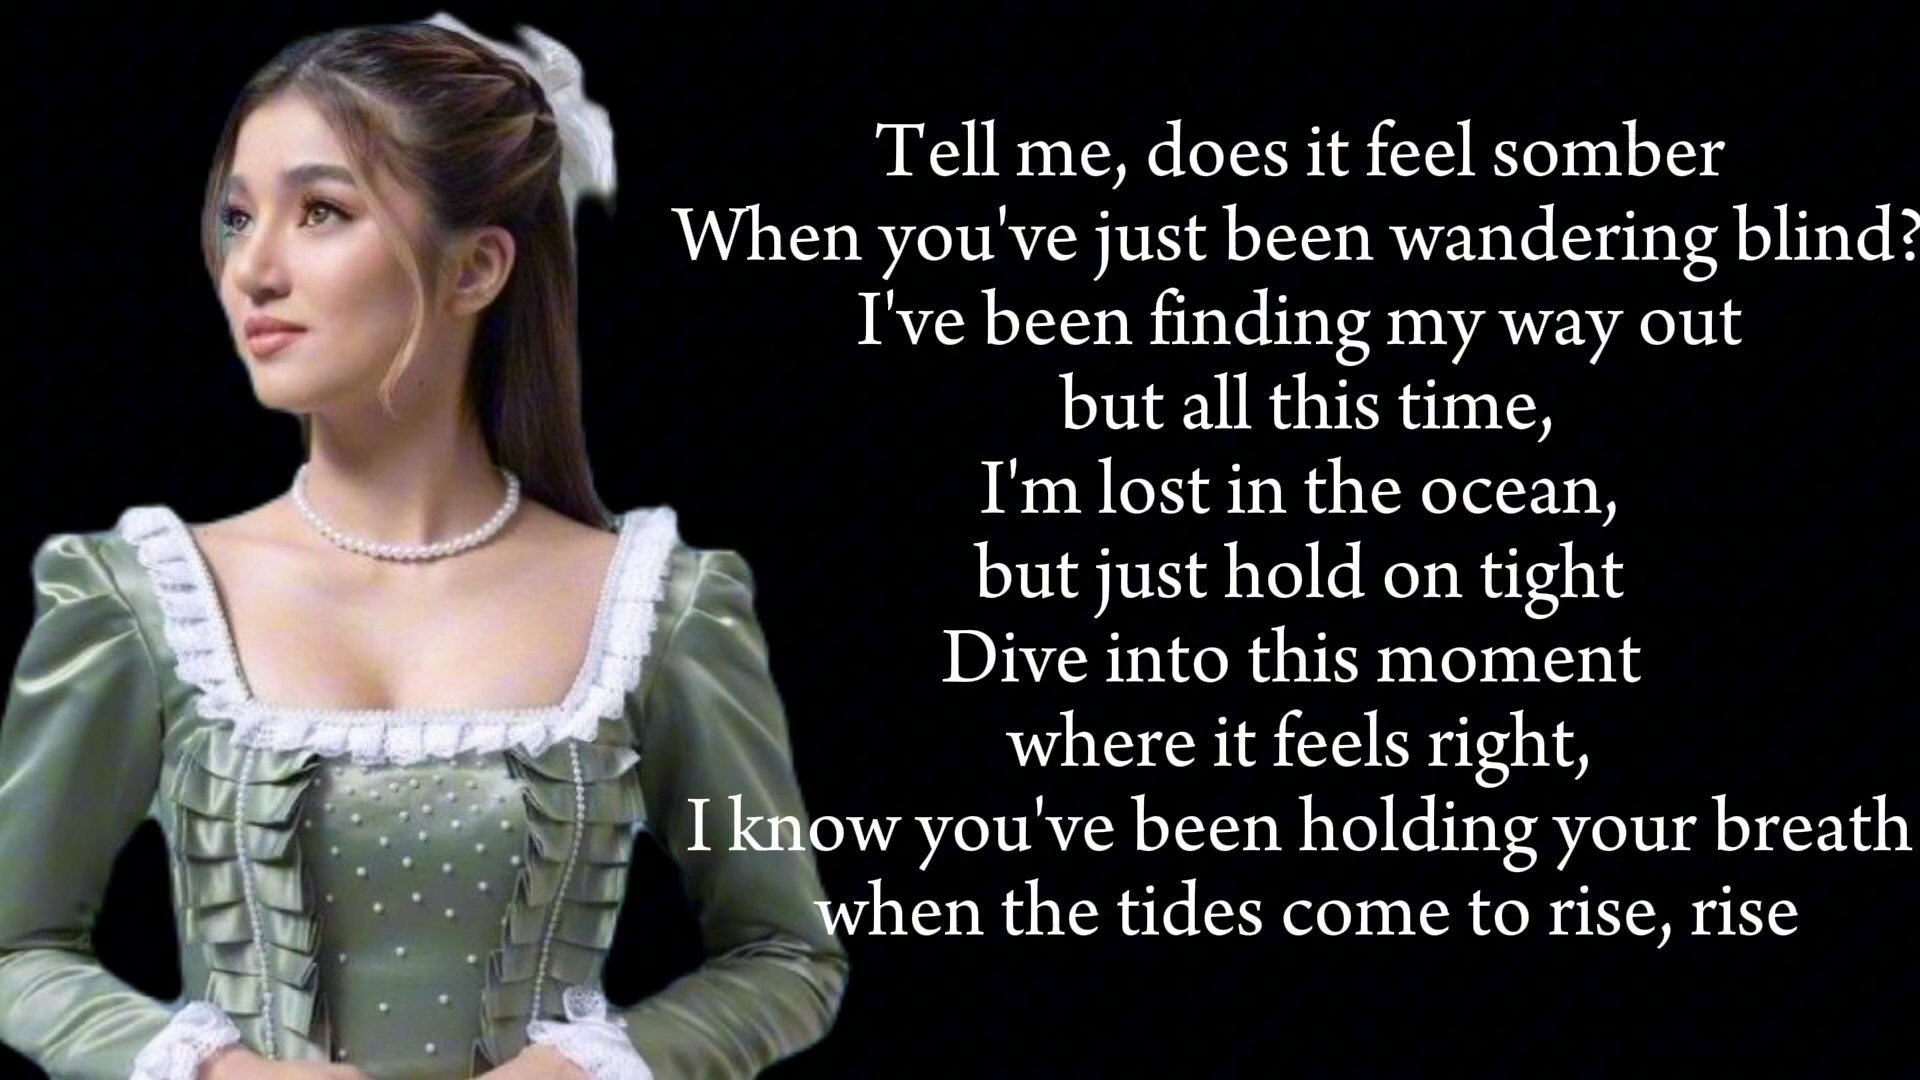 Tell me, does it feel somber
When you've just been wandering blind?
I've been finding my way out
but all this time,
I'm lost in the ocean,
but just hold on tight
Dive into this moment
where it feels right,
I know you've been holding your breath
when the tides come to rise, rise